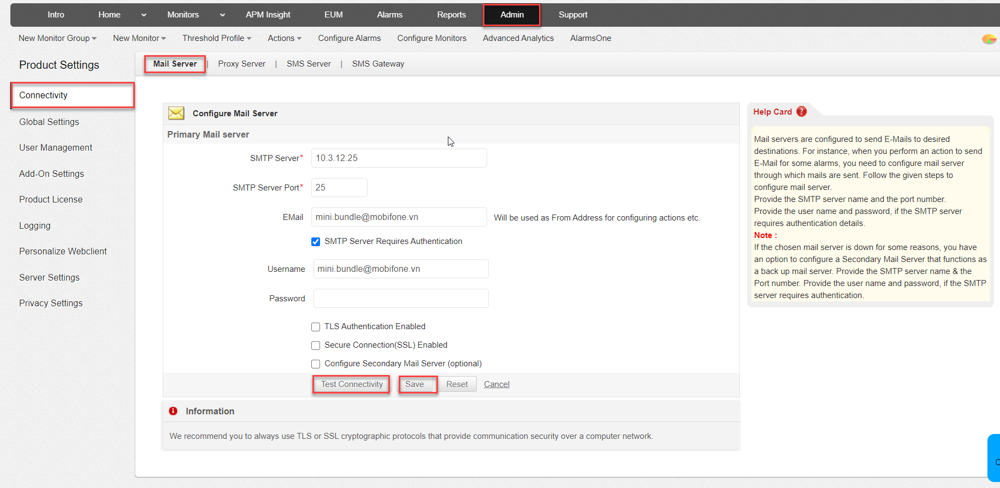 Intro Home Monitors APM Insight EUM Alarms Reports Admin Support
New Monitor Group New Monitor Threshold Profile Actions Configure Alarms Configure Monitors Advanced Analytics AlarmsOne
Product Settings
Connectivity
Global Settings
User Management
Add-On Settings
Product License
Logging
Personalize Webclient
Server Settings
Privacy Settings
Mail Server | Proxy Server | SMS Server | SMS Gateway
Configure Mail Server
Primary Mail server
SMTP Server* 10.3.12.25
SMTP Server Port* 25
EMail mini.bundle@mobifone.vn Will be used as From Address for configuring actions etc.
SMTP Server Requires Authentication
Username mini.bundle@mobifone.vn
Password
TLS Authentication Enabled
Secure Connection(SSL) Enabled
Configure Secondary Mail Server (optional)
Test Connectivity Save Reset Cancel
Information
We recommend you to always use TLS or SSL cryptographic protocols that provide communication security over a computer network.
Help Card ?
Mail servers are configured to send E-Mails to desired
destinations. For instance, when you perform an action to send
E-Mail for some alarms, you need to configure mail server
through which mails are sent. Follow the given steps to
configure mail server.
Provide the SMTP server name and the port number.
Provide the user name and password, if the SMTP server
requires authentication details.
Note :
If the chosen mail server is down for some reasons, you have
an option to configure a Secondary Mail Server that functions as
a back up mail server. Provide the SMTP server name & the
Port number. Provide the user name and password, if the SMTP
server requires authentication.